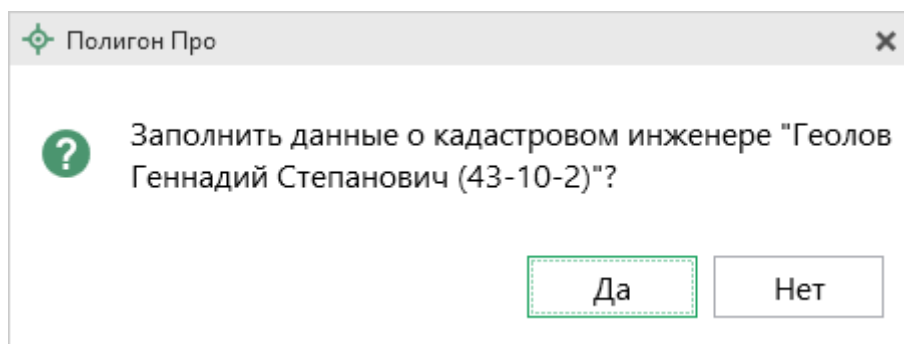 Полигон Про
Заполнить данные о кадастровом инженере "Геолов
Геннадий Степанович (43-10-2)"?
Да
Нет